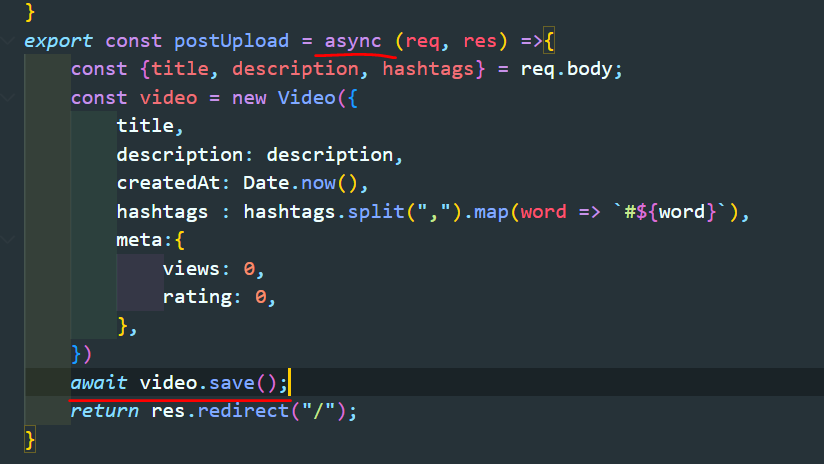 }
export const postUpload = async (req, res) =>{
const {title, description, hashtags} = req.body;
const video = new Video({
title,
description: description,
createdAt: Date.now(),
hashtags : hashtags.split(",").map(word => `#${word}`),
meta:{
views: 0,
rating: 0,
},
})
await video.save();
return res.redirect("/");
}